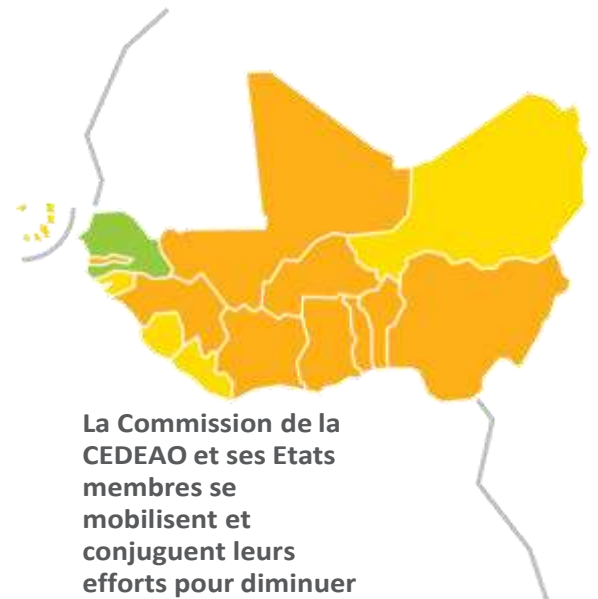 La Commission de la
CEDEAO et ses Etats
membres se
mobilisent et
conjuguent leurs
efforts pour diminuer